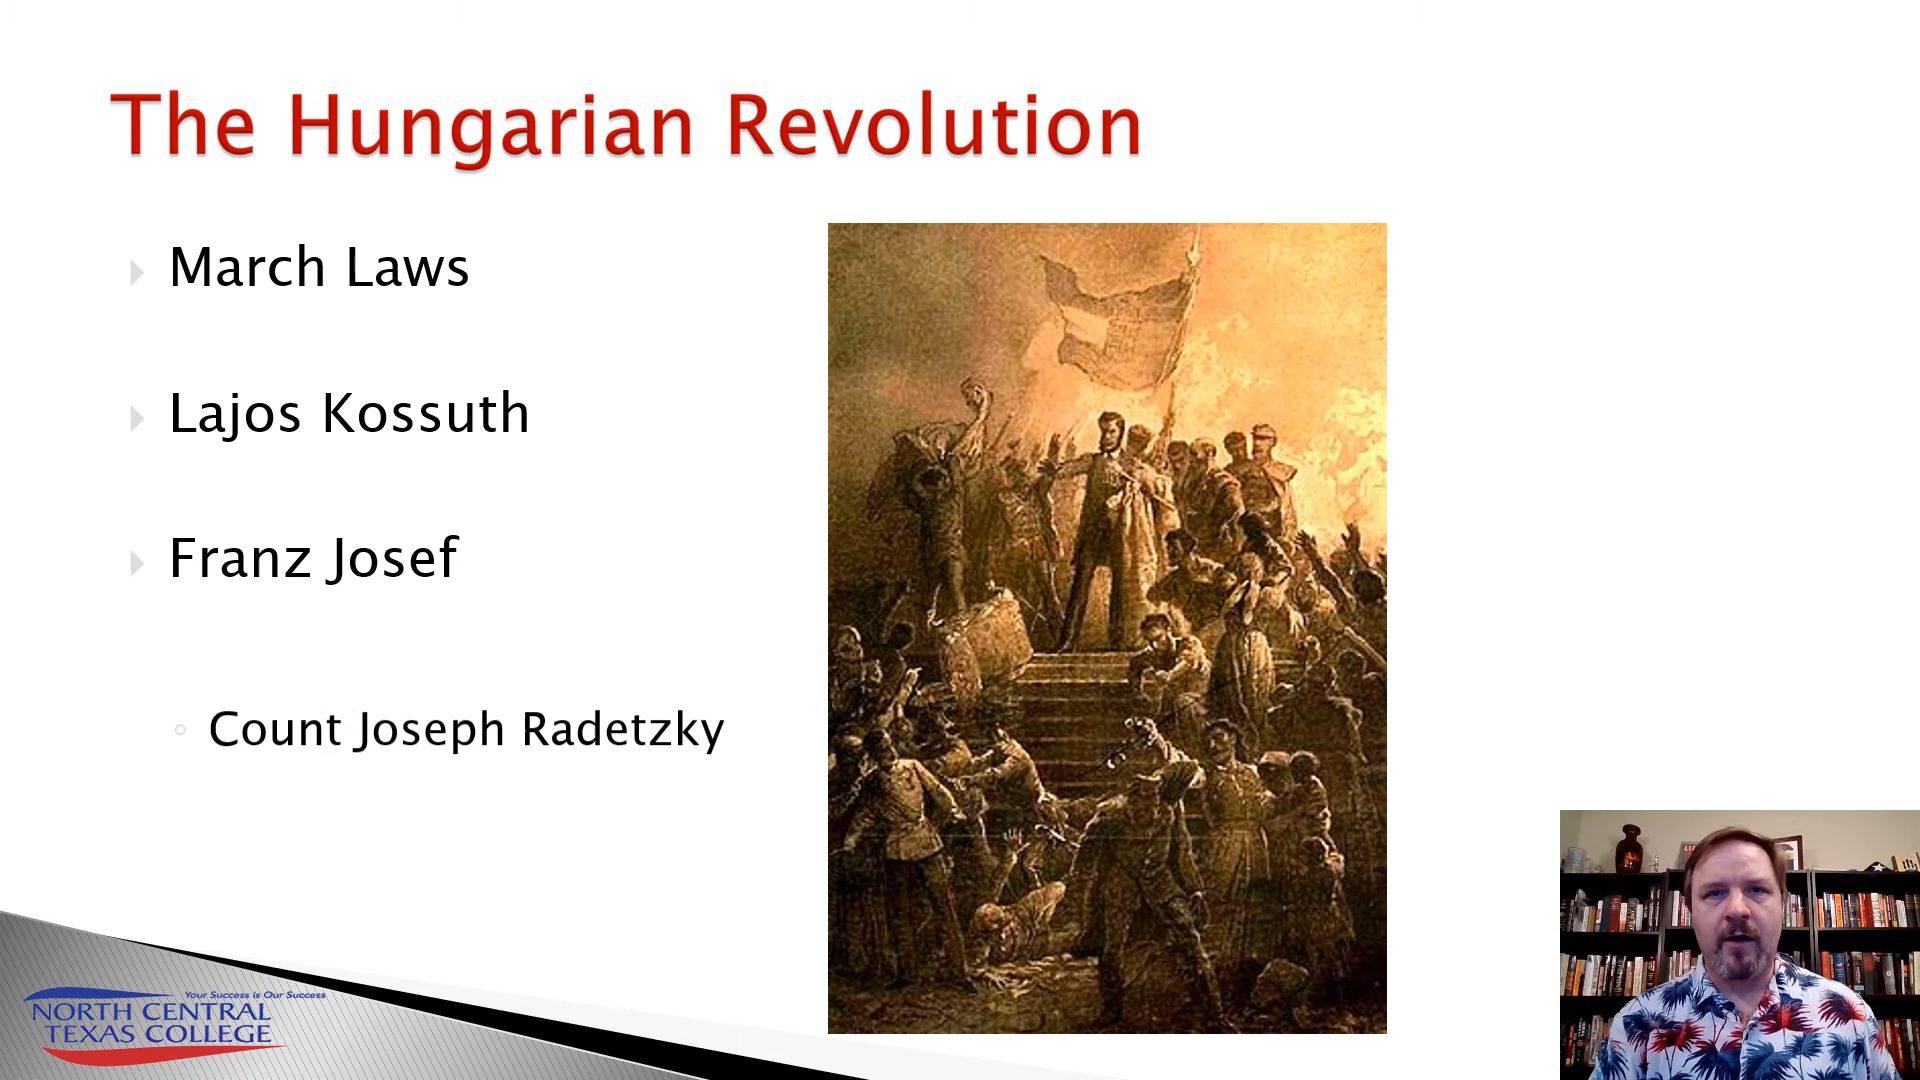 The Hungarian Revolution
March Laws
Lajos Kossuth
Franz Josef
Count Joseph Radetzky
Your Success is Our Success
NORTH CENTRAL
TEXAS COLLEGE